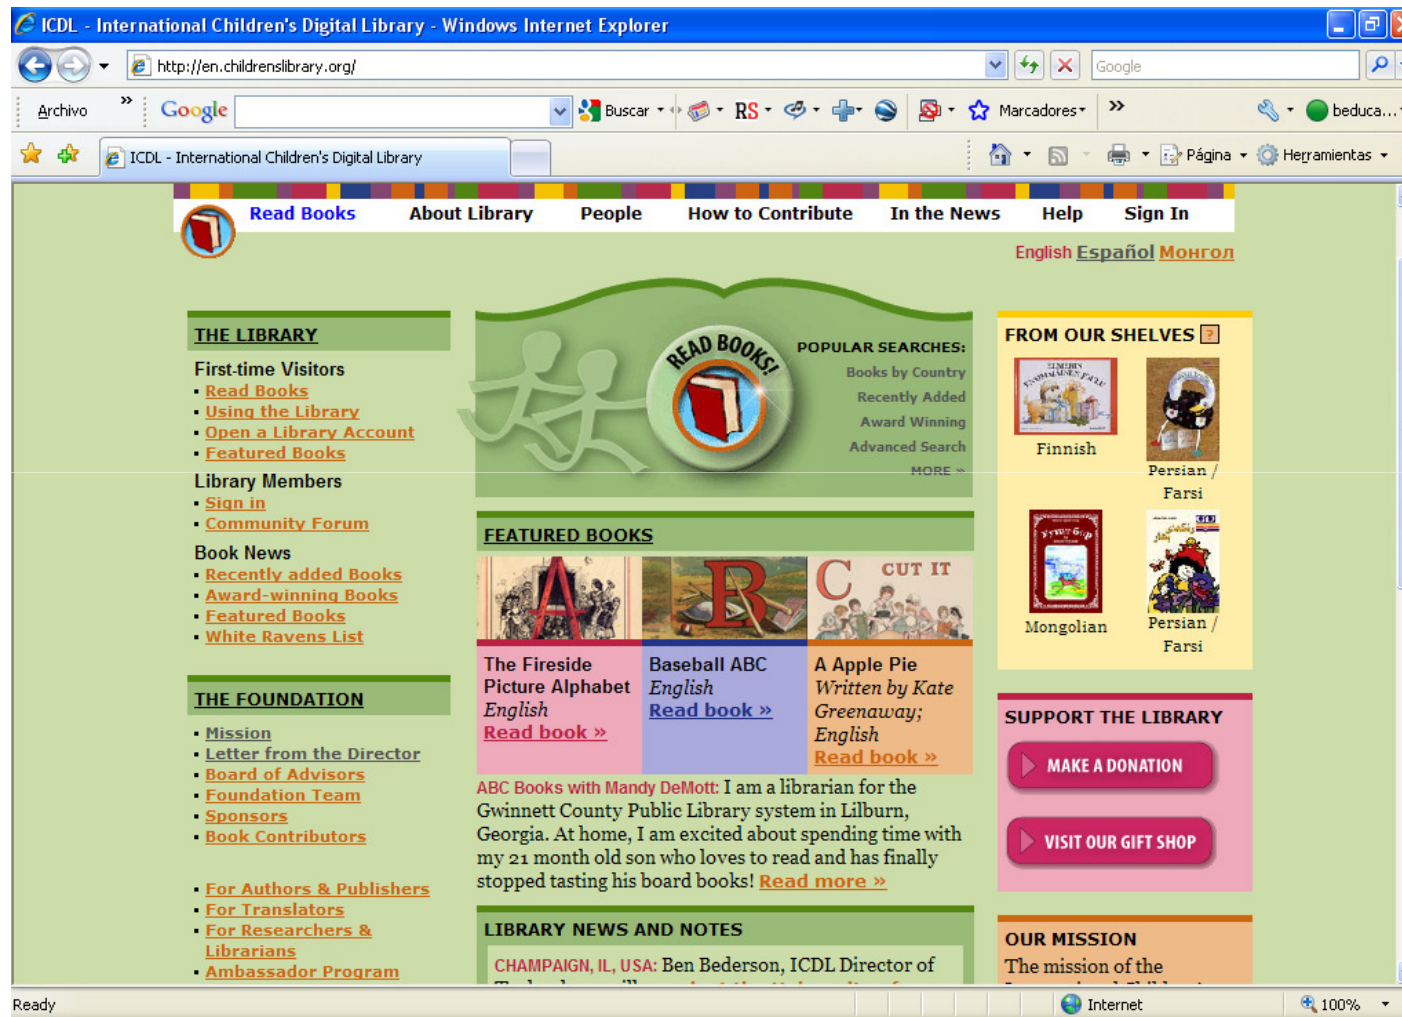 ICDL - International Children's Digital Library - Windows Internet Explorer
http://en.childrenslibrary.org/
Google
Archivo
»
Google
Buscar
RS
Marcadores
»
beduca...
ICDL - International Children's Digital Library
Página
Herramientas
Read Books
About Library
People
How to Contribute
In the News
Help
Sign In
English Español Монгол
THE LIBRARY
First-time Visitors
Read Books
Using the Library
Open a Library Account
Featured Books
Library Members
Sign in
Community Forum
Book News
Recently added Books
Award-winning Books
Featured Books
White Ravens List
THE FOUNDATION
Mission
Letter from the Director
Board of Advisors
Foundation Team
Sponsors
Book Contributors
For Authors & Publishers
For Translators
For Researchers &
Librarians
Ambassador Program
READ BOOKS!
POPULAR SEARCHES:
Books by Country
Recently Added
Award Winning
Advanced Search
MORE »
FEATURED BOOKS
A
B
C CUT IT
The Fireside
Picture Alphabet
English
Read book »
Baseball ABC
English
Read book »
A Apple Pie
Written by Kate
Greenaway;
English
Read book »
ABC Books with Mandy DeMott: I am a librarian for the
Gwinnett County Public Library system in Lilburn,
Georgia. At home, I am excited about spending time with
my 21 month old son who loves to read and has finally
stopped tasting his board books! Read more »
LIBRARY NEWS AND NOTES
CHAMPAIGN, IL, USA: Ben Bederson, ICDL Director of
FROM OUR SHELVES ?
Finnish
Persian /
Farsi
Mongolian
Persian /
Farsi
SUPPORT THE LIBRARY
MAKE A DONATION
VISIT OUR GIFT SHOP
OUR MISSION
The mission of the
Ready
Internet
100%